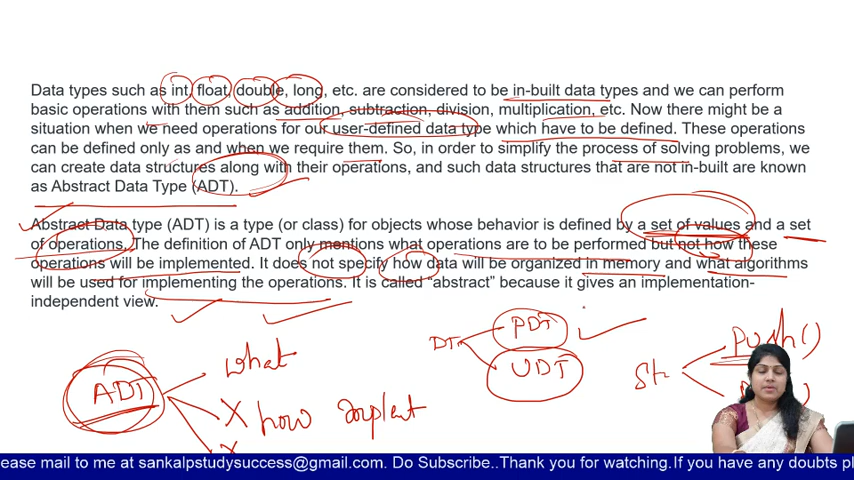 Data types such as int, float, double, long, etc. are considered to be in-built data types and we can perform
basic operations with them such as addition, subtraction, division, multiplication, etc. Now there might be a
situation when we need operations for our user-defined data type which have to be defined. These operations
can be defined only as and when we require them. So, in order to simplify the process of solving problems, we
can create data structures along with their operations, and such data structures that are not in-built are known
as Abstract Data Type (ADT).
Abstract Data type (ADT) is a type (or class) for objects whose behavior is defined by a set of values and a set
of operations. The definition of ADT only mentions what operations are to be performed but not how these
operations will be implemented. It does not specify how data will be organized in memory and what algorithms
will be used for implementing the operations. It is called “abstract” because it gives an implementation-
independent view.
DT PDT
UDT
push()
ADT
what
X how
X
ease mail to me at sankalpstudysuccess@gmail.com. Do Subscribe..Thank you for watching.If you have any doubts pl